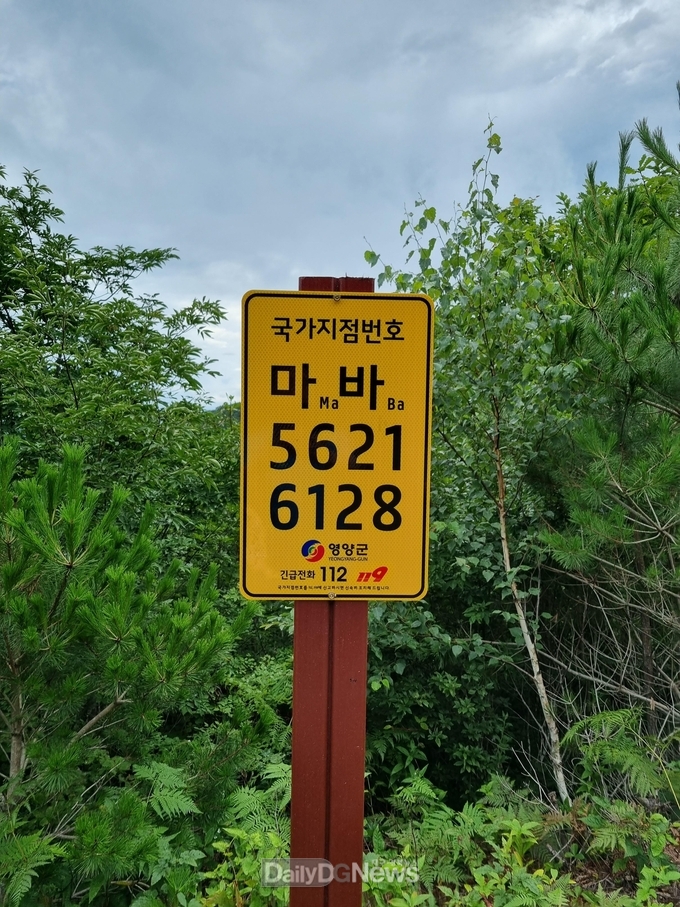 국가지점번호
마 Ma 바 Ba
5621
6128
영양군
YEONGYANG-GUN
긴급전화 112 119
DailyDGNews